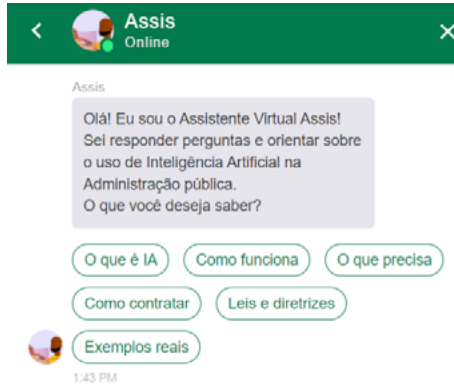 Assis
Online
Assis
Olá! Eu sou o Assistente Virtual Assis!
Sei responder perguntas e orientar sobre
o uso de Inteligência Artificial na
Administração pública.
O que você deseja saber?
O que é IA
Como funciona
O que precisa
Como contratar
Leis e diretrizes
Exemplos reais
1:43 PM